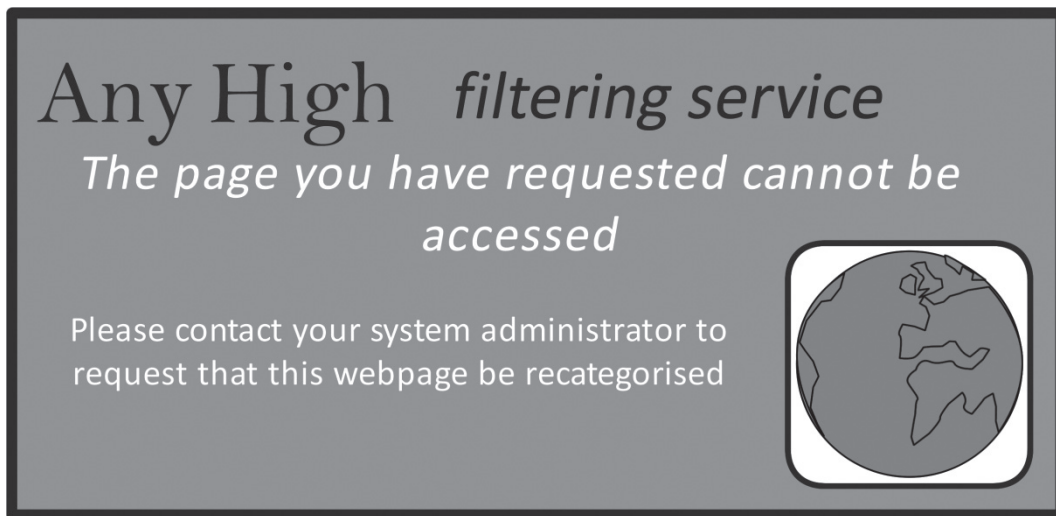 Any High filtering service
The page you have requested cannot be
accessed
Please contact your system administrator to
request that this webpage be recategorised